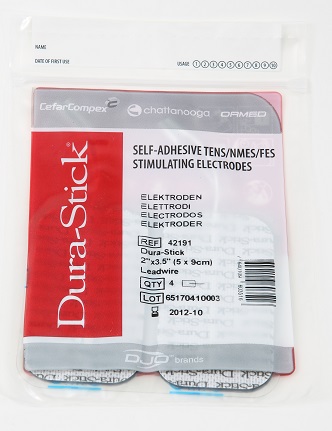 NAME
DATE OF FIRST USE
USAGE 1 2 3 4 5 6 7 8 9 10
CefarCompex chattanooga ORMED
Dura-Stick®
SELF-ADHESIVE TENS/NMES/FES
STIMULATING ELECTRODES
ELEKTRODEN
ELETTRODI
ELECTRODOS
ELEKTRODER
REF 42191
Dura-Stick
2"x3.5" (5 x 9cm)
Leadwire
QTY 4
LOT 65170410003
2012-10
DJO brands
Dura-Stick